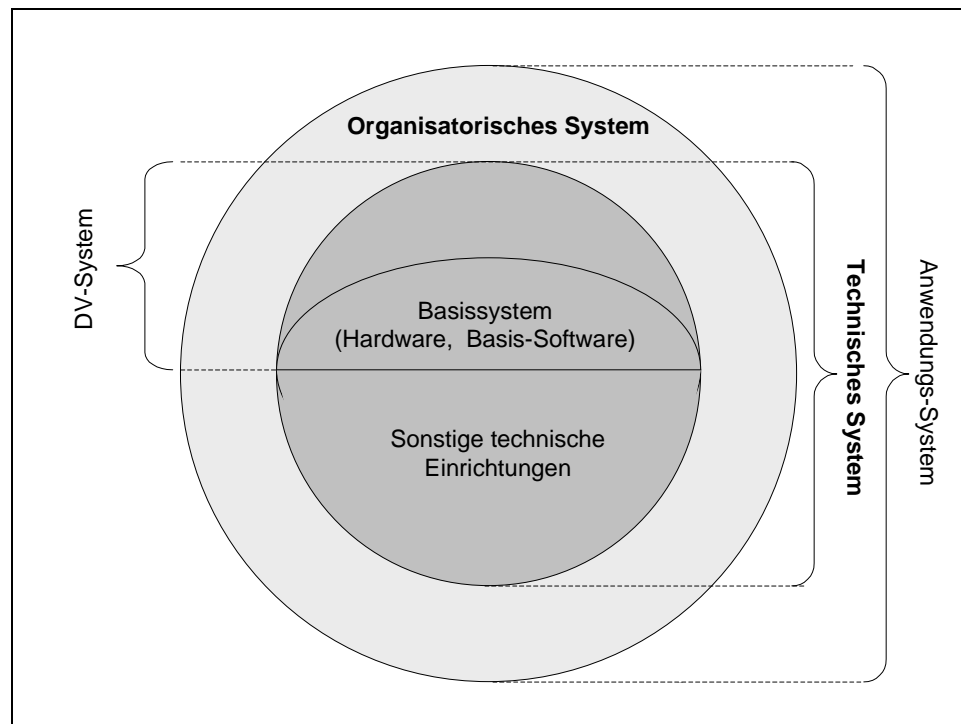 Organisatorisches System
DV-System
Basissystem
(Hardware, Basis-Software)
Sonstige technische
Einrichtungen
Technisches System
Anwendungs-System